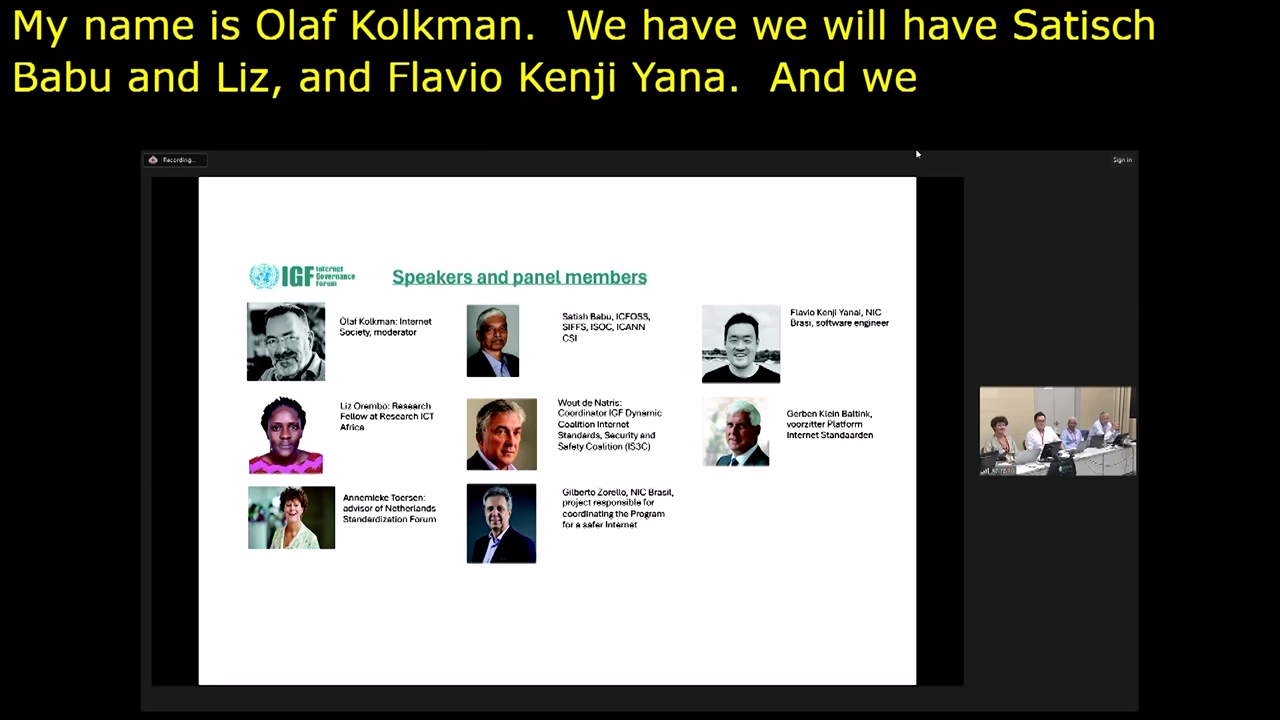 My name is Olaf Kolkman.  We have we will have Satisch
Babu and Liz, and Flavio Kenji Yana.  And we
Recording...
Sign in
IGF Internet
Governance
Forum
Speakers and panel members
Olaf Kolkman: Internet
Society, moderator
Satish Babu, ICFOSS,
SIFFS, ISOC, ICANN
CSI
Flavio Kenji Yanai, NIC
Brasi, software engineer
Liz Orembo: Research
Fellow at Research ICT
Africa
Wout de Natris:
Coordinator IGF Dynamic
Coalition Internet
Standards, Security and
Safety Coalition (IS3C)
Gerben Klein Baltink,
voorzitter Platform
Internet Standaarden
Annemieke Toersen:
advisor of Netherlands
Standardization Forum
Gilberto Zorello, NIC Brasil,
project responsible for
coordinating the Program
for a safer Internet